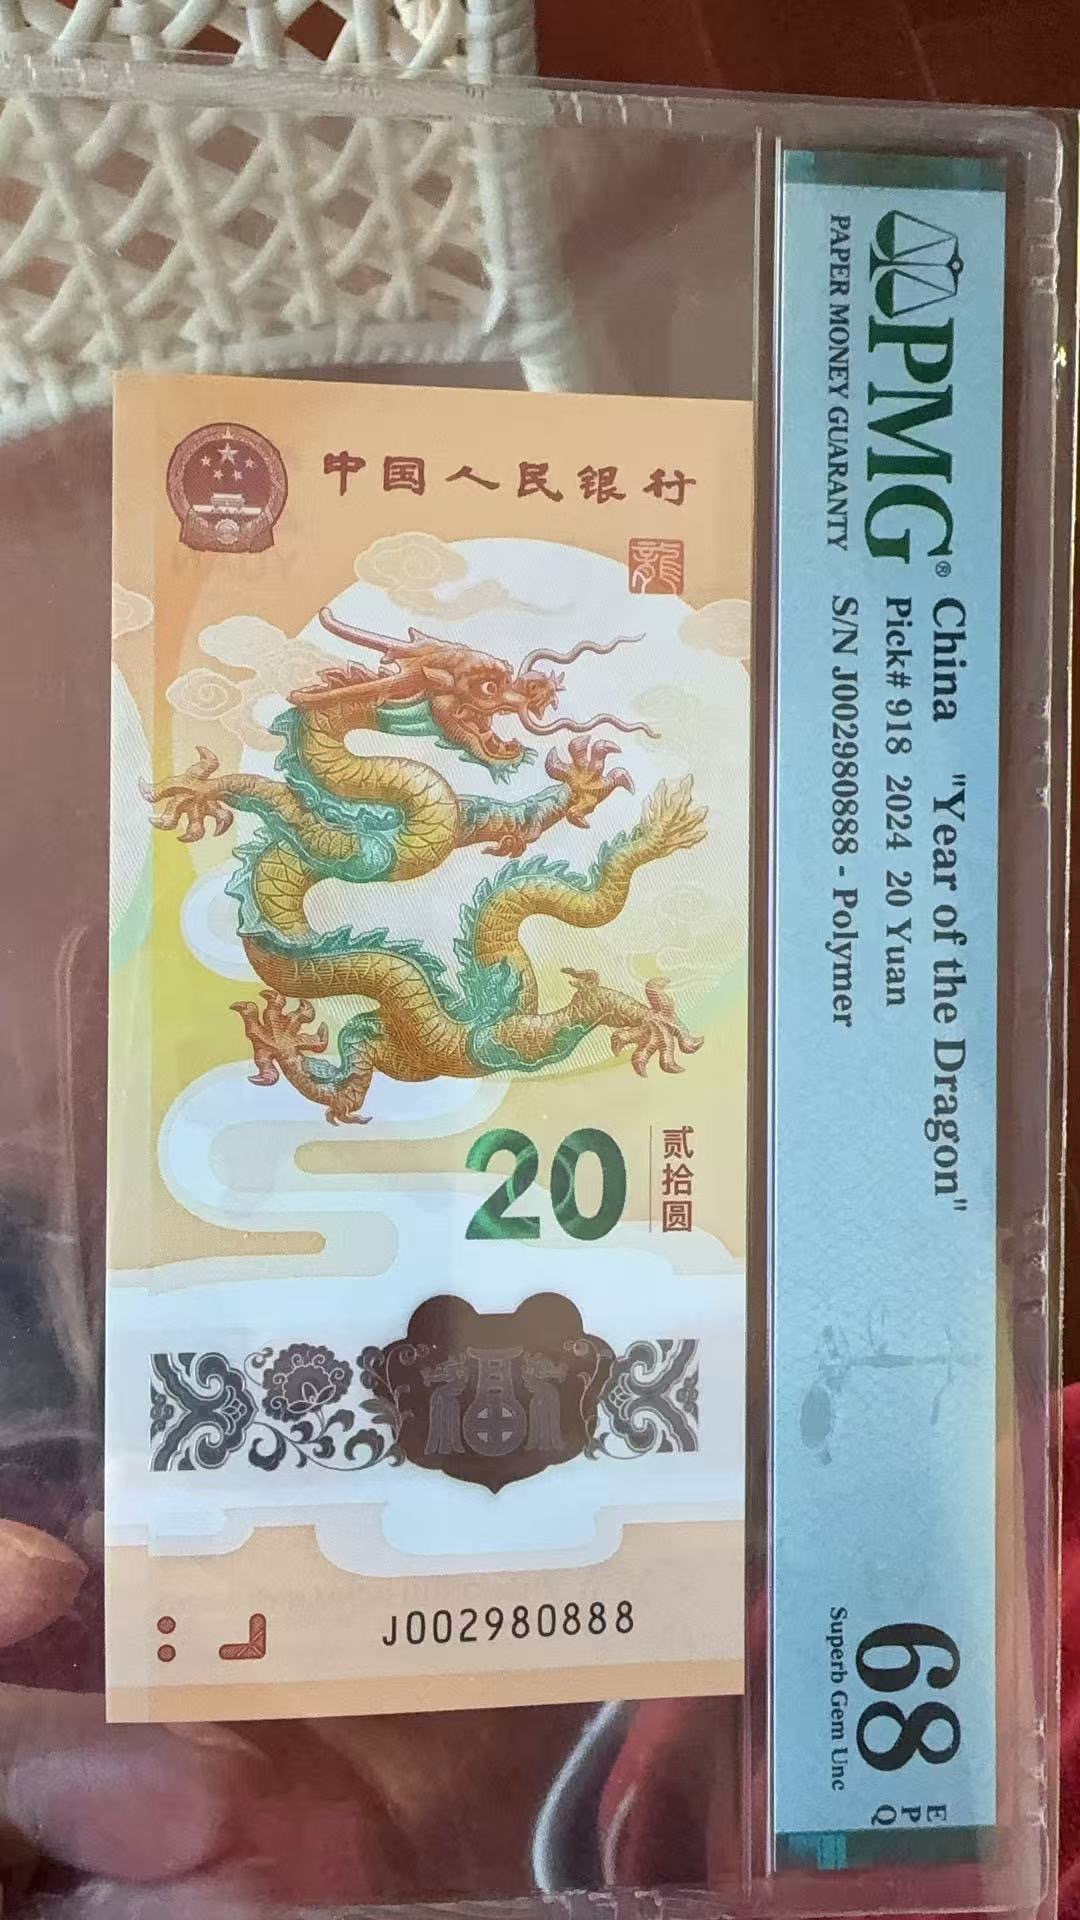 中国人民银行
龍
20
贰拾圆
福
J002980888
PMG®
PAPER MONEY GUARANTY
China "Year of the Dragon"
Pick# 918 2024 20 Yuan
S/N J002980888 - Polymer
68
EPQ
Superb Gem Unc